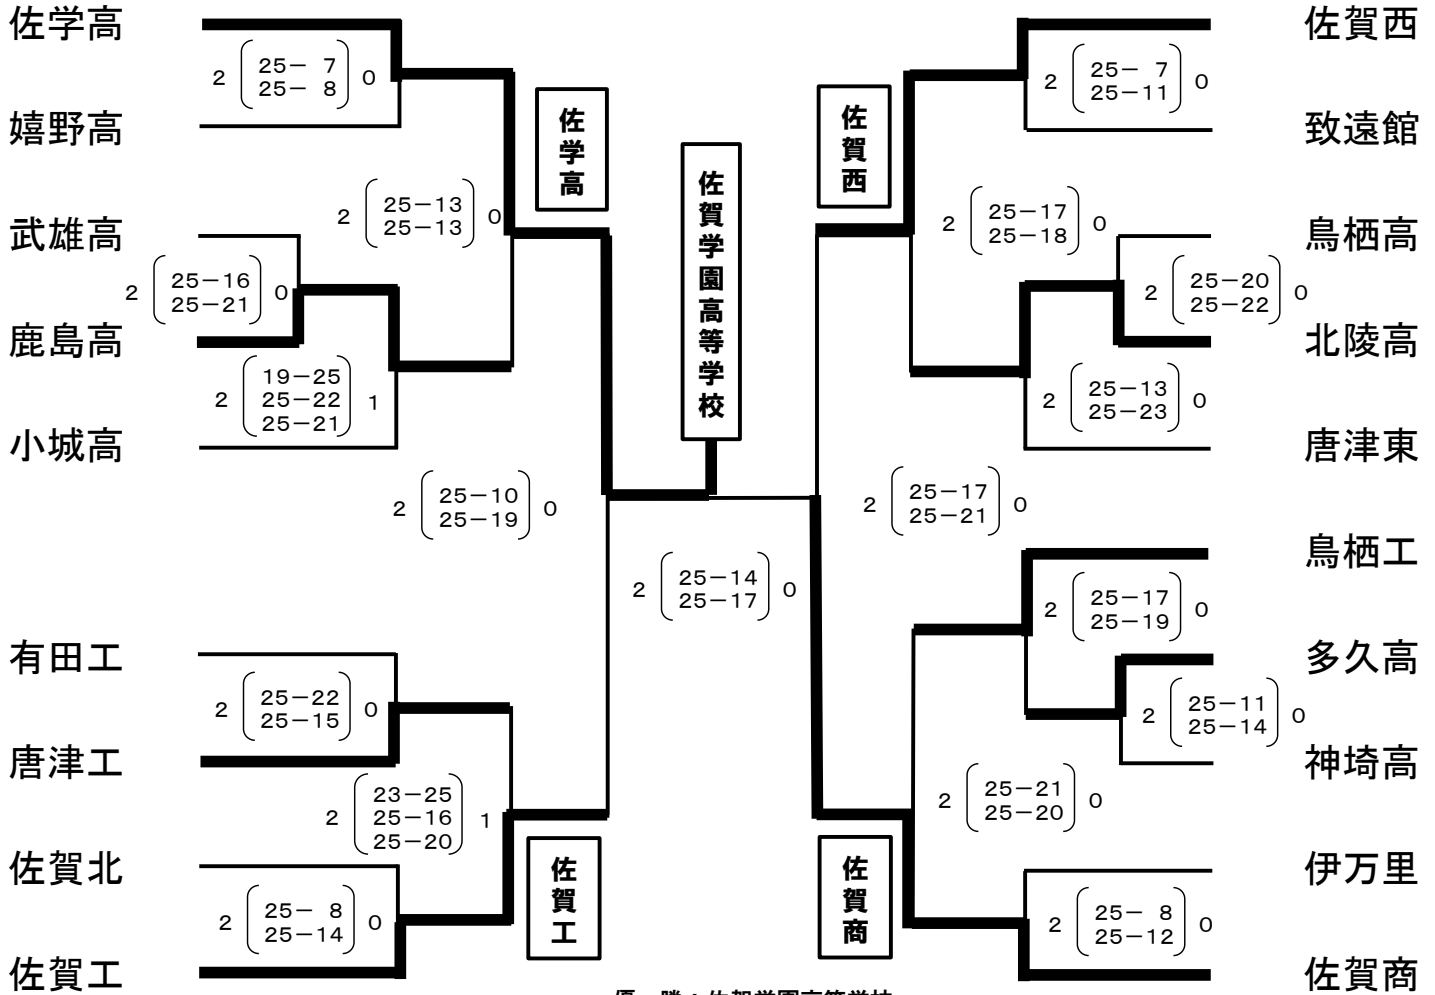 佐学高
2 25－ 7 0
25－ 8
嬉野高
2 25－13 0
25－13
武雄高
2 25－16 0
25－21
鹿島高
19－25
2 25－22 1
25－21
小城高
2 25－10 0
25－19
有田工
2 25－22 0
25－15
唐津工
23－25
2 25－16 1
25－20
佐賀北
2 25－ 8 0
25－14
佐賀工
佐学高
佐賀工
佐賀学園高等学校
2 25－14 0
25－17
佐賀西
佐賀商
佐賀西
2 25－ 7 0
25－11
致遠館
2 25－17 0
25－18
鳥栖高
2 25－20 0
25－22
北陵高
2 25－13 0
25－23
唐津東
2 25－17 0
25－21
鳥栖工
2 25－17 0
25－19
多久高
2 25－11 0
25－14
神埼高
2 25－21 0
25－20
伊万里
2 25－ 8 0
25－12
佐賀商